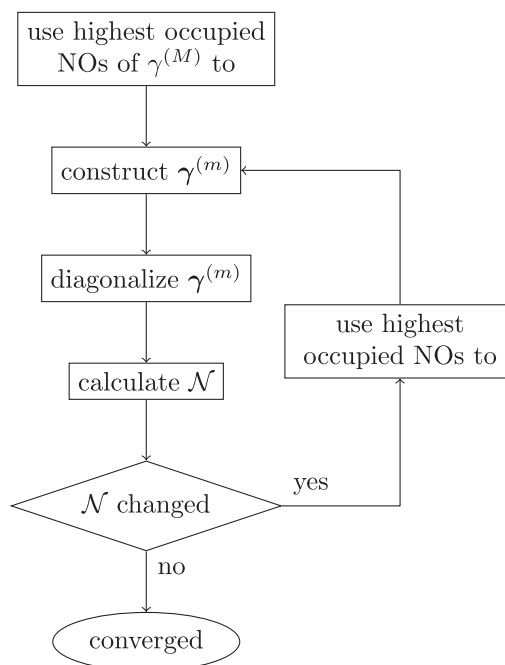 use highest occupied
NOs of γ^(M) to
construct γ^(m)
diagonalize γ^(m)
use highest
occupied NOs to
calculate 𝒩
𝒩 changed
yes
no
converged